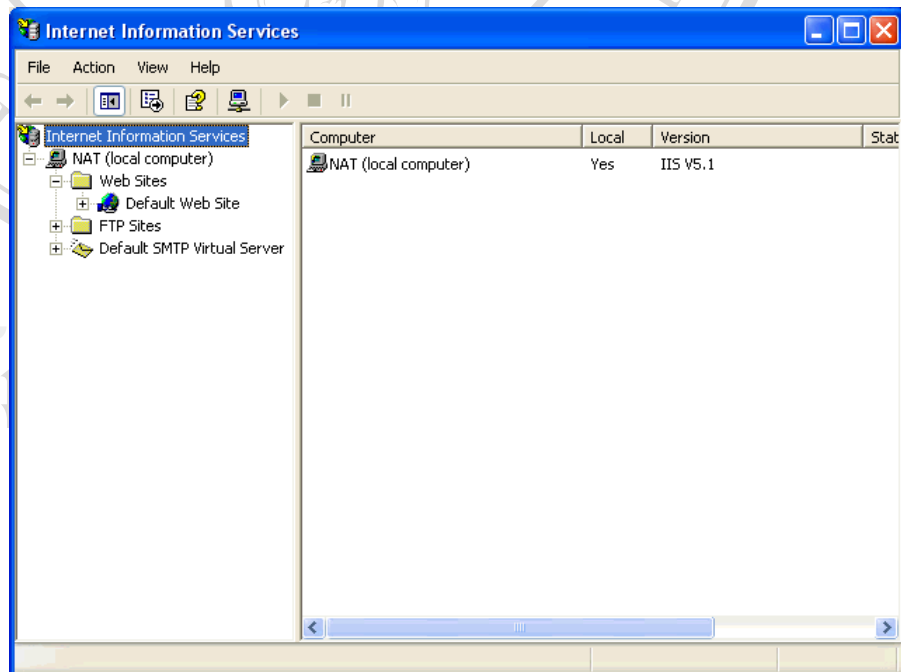 Internet Information Services
File Action View Help
Internet Information Services
NAT (local computer)
Web Sites
Default Web Site
FTP Sites
Default SMTP Virtual Server
Computer Local Version Stat
NAT (local computer) Yes IIS V5.1